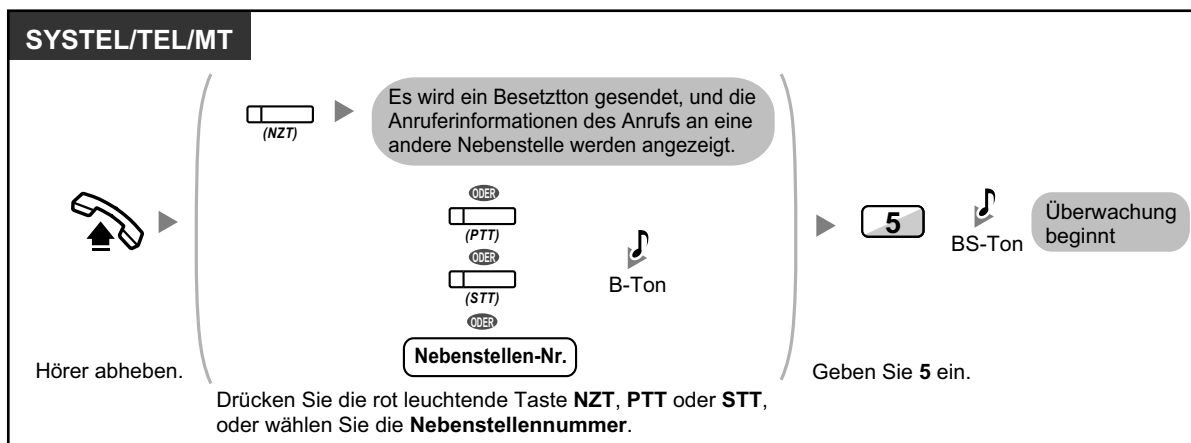 SYSTEL/TEL/MT
(NZT)
Es wird ein Besetztton gesendet, und die
Anruferinformationen des Anrufs an eine
andere Nebenstelle werden angezeigt.
ODER
(PTT)
ODER
(STT)
ODER
Nebenstellen-Nr.
B-Ton
5
BS-Ton
Überwachung
beginnt
Hörer abheben.
Drücken Sie die rot leuchtende Taste NZT, PTT oder STT,
oder wählen Sie die Nebenstellennummer.
Geben Sie 5 ein.